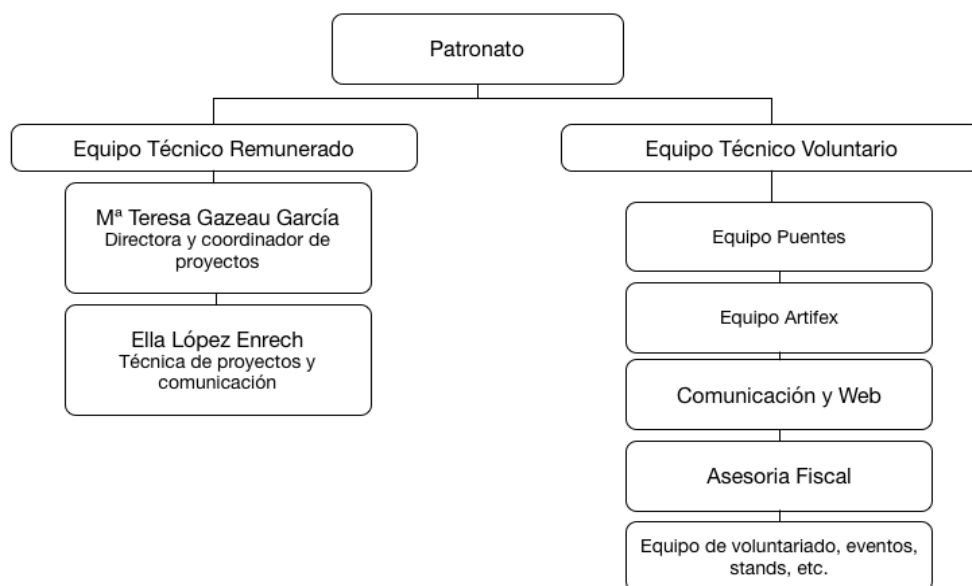 Patronato
Equipo Técnico Remunerado
Mª Teresa Gazeau García
Directora y coordinador de
proyectos
Ella López Enrech
Técnica de proyectos y
comunicación
Equipo Técnico Voluntario
Equipo Puentes
Equipo Artifex
Comunicación y Web
Asesoria Fiscal
Equipo de voluntariado, eventos,
stands, etc.